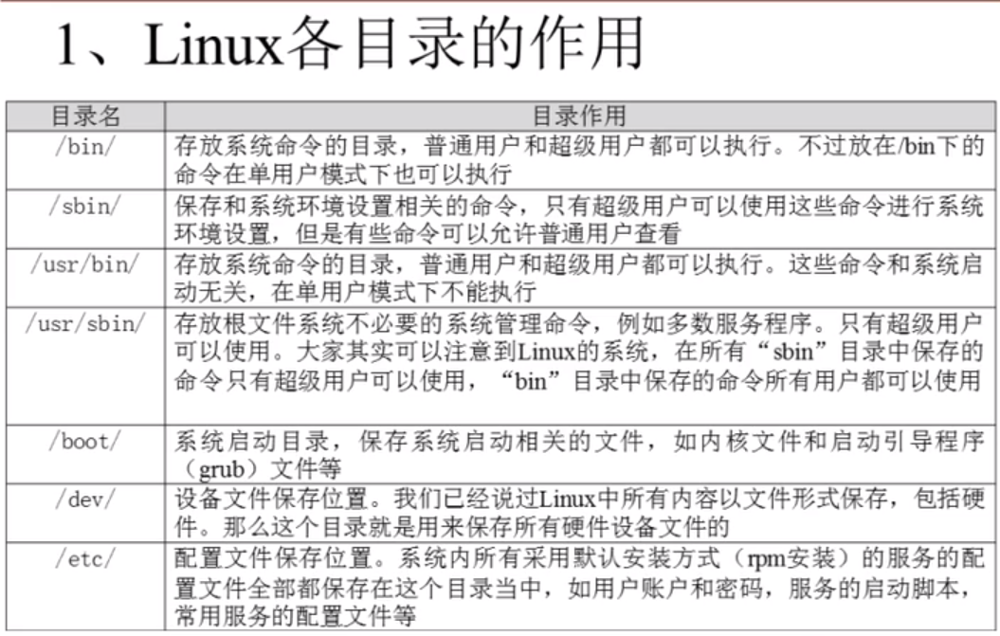 1、Linux各目录的作用
目录名 目录作用
/bin/ 存放系统命令的目录，普通用户和超级用户都可以执行。不过放在/bin下的
命令在单用户模式下也可以执行
/sbin/ 保存和系统环境设置相关的命令，只有超级用户可以使用这些命令进行系统
环境设置，但是有些命令可以允许普通用户查看
/usr/bin/ 存放系统命令的目录，普通用户和超级用户都可以执行。这些命令和系统启
动无关，在单用户模式下不能执行
/usr/sbin/ 存放根文件系统不必要的系统管理命令，例如多数服务程序。只有超级用户
可以使用。大家其实可以注意到Linux的系统，在所有“sbin”目录中保存的
命令只有超级用户可以使用，“bin”目录中保存的命令所有用户都可以使用
/boot/ 系统启动目录，保存系统启动相关的文件，如内核文件和启动引导程序
（grub）文件等
/dev/ 设备文件保存位置。我们已经说过Linux中所有内容以文件形式保存，包括硬
件。那么这个目录就是用来保存所有硬件设备文件的
/etc/ 配置文件保存位置。系统内所有采用默认安装方式（rpm安装）的服务的配
置文件全部都保存在这个目录当中，如用户账户和密码，服务的启动脚本，
常用服务的配置文件等